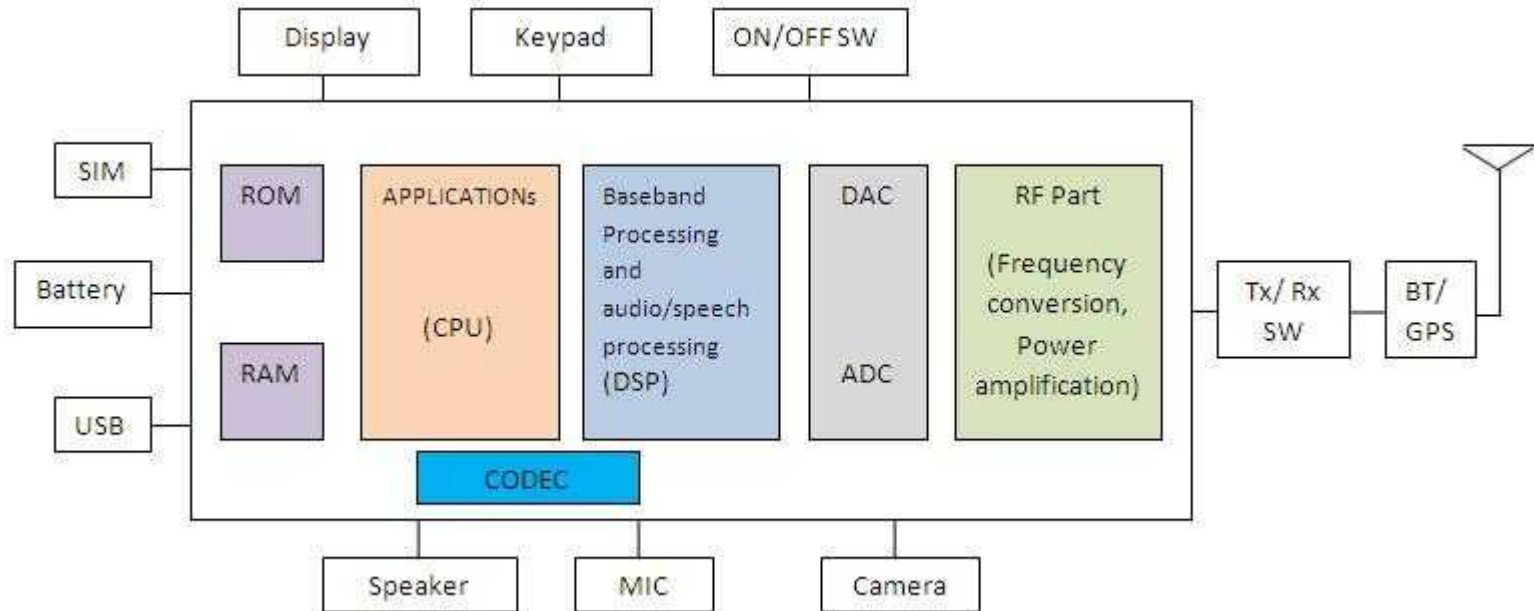 Display
Keypad
ON/OFF SW
SIM
Battery
USB
ROM
RAM
APPLICATIONs
(CPU)
Baseband
Processing
and
audio/speech
processing
(DSP)
DAC
ADC
RF Part
(Frequency
conversion,
Power
amplification)
Tx/ Rx
SW
BT/
GPS
CODEC
Speaker
MIC
Camera